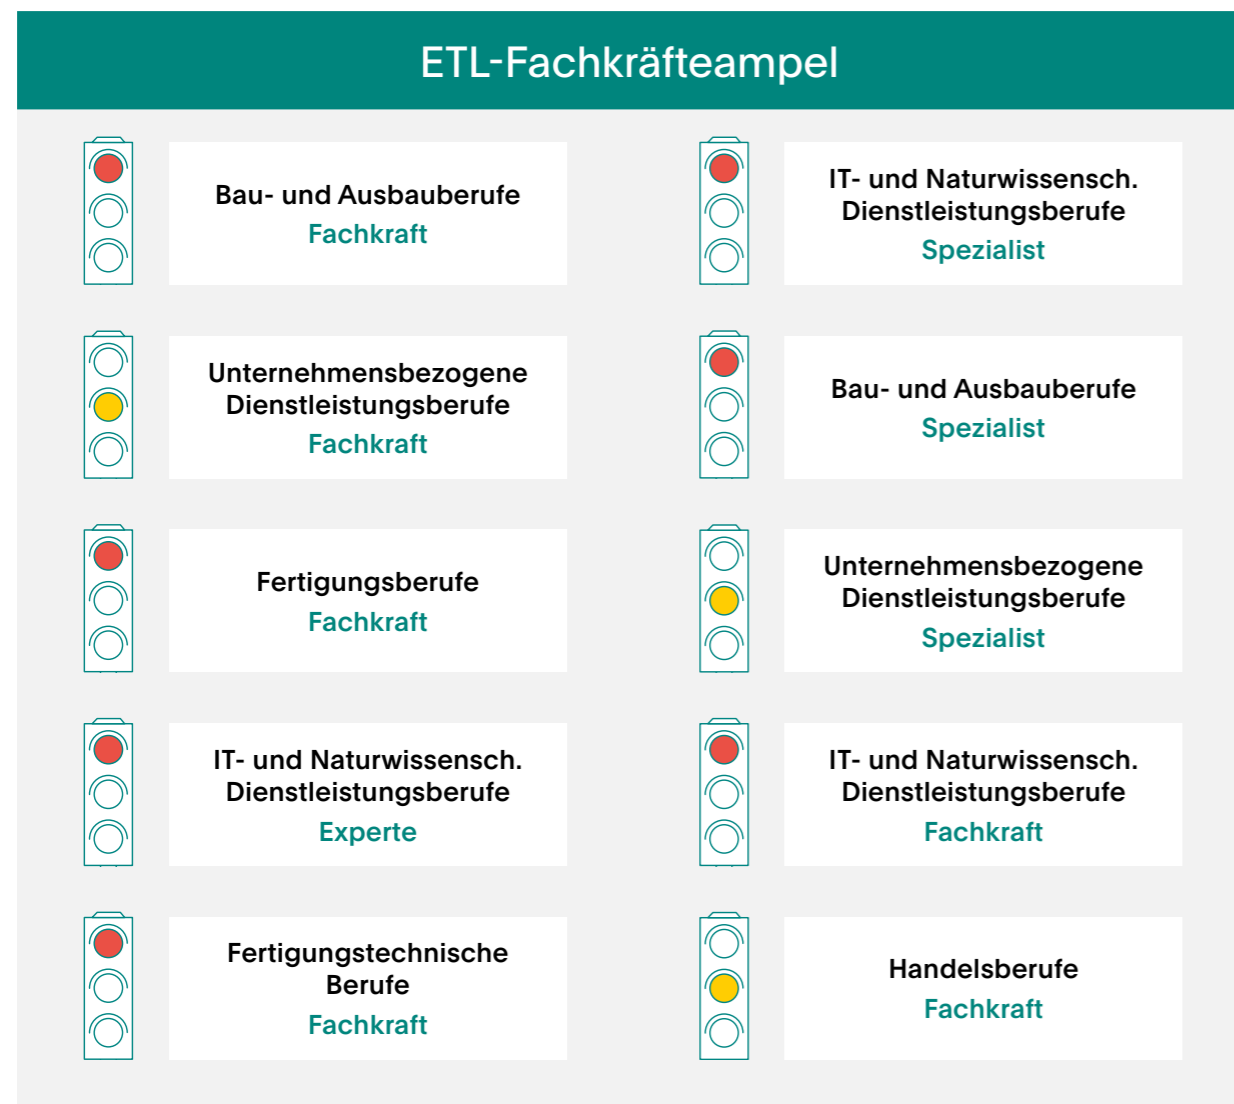 ETL-Fachkräfteampel
Bau- und Ausbauberufe
Fachkraft
IT- und Naturwissensch.
Dienstleistungsberufe
Spezialist
Unternehmensbezogene
Dienstleistungsberufe
Fachkraft
Bau- und Ausbauberufe
Spezialist
Fertigungsberufe
Fachkraft
Unternehmensbezogene
Dienstleistungsberufe
Spezialist
IT- und Naturwissensch.
Dienstleistungsberufe
Experte
IT- und Naturwissensch.
Dienstleistungsberufe
Fachkraft
Fertigungstechnische
Berufe
Fachkraft
Handelsberufe
Fachkraft